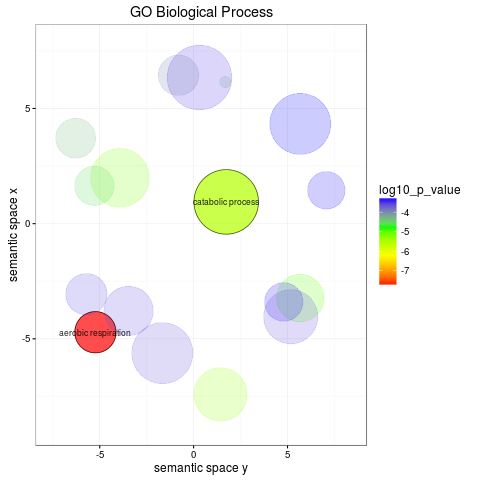 GO Biological Process
semantic space x
5
0
-5
catabolic process
aerobic respiration
-5
0
5
semantic space y
log10_p_value
-4
-5
-6
-7